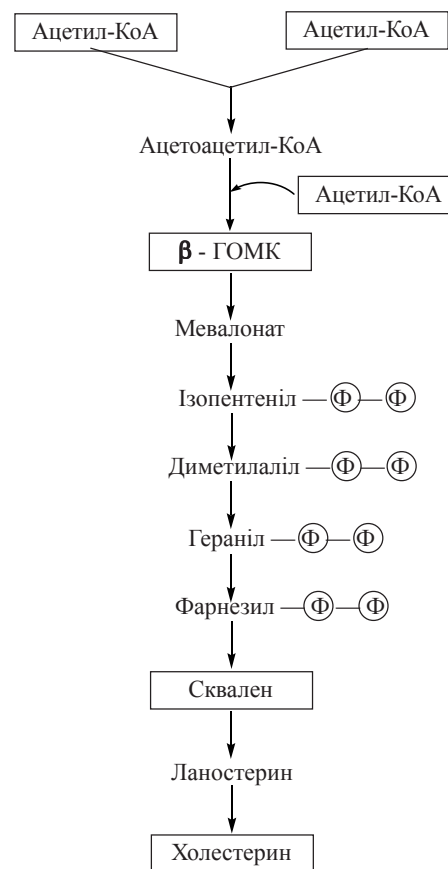 Ацетил-КоА Ацетил-КоА
Ацетоацетил-КоА
Ацетил-КоА
β - ГОМК
Мевалонат
Ізопентеніл — Ф — Ф
Диметилаліл — Ф — Ф
Гераніл — Ф — Ф
Фарнезил — Ф — Ф
Сквален
Ланостерин
Холестерин